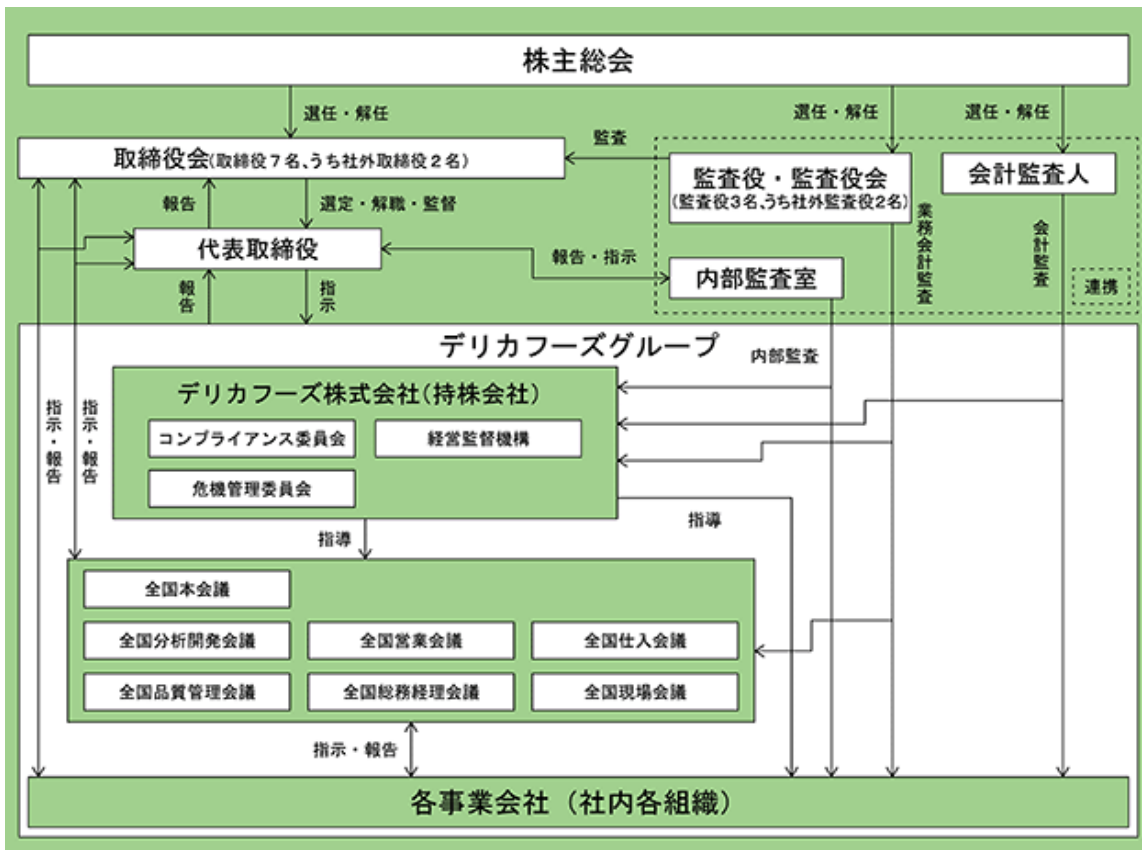 株主総会
選任・解任
選任・解任
選任・解任
取締役会(取締役7名、うち社外取締役2名)
監査
監査役・監査役会
(監査役3名、うち社外監査役2名)
会計監査人
報告
選定・解職・監督
代表取締役
報告・指示
内部監査室
業務会計監査
会計監査
連携
報告
指示
デリカフーズグループ
内部監査
デリカフーズ株式会社(持株会社)
コンプライアンス委員会
経営監督機構
危機管理委員会
指示・報告
指示・報告
指導
指導
全国本会議
全国分析開発会議
全国営業会議
全国仕入会議
全国品質管理会議
全国総務経理会議
全国現場会議
指示・報告
各事業会社(社内各組織)